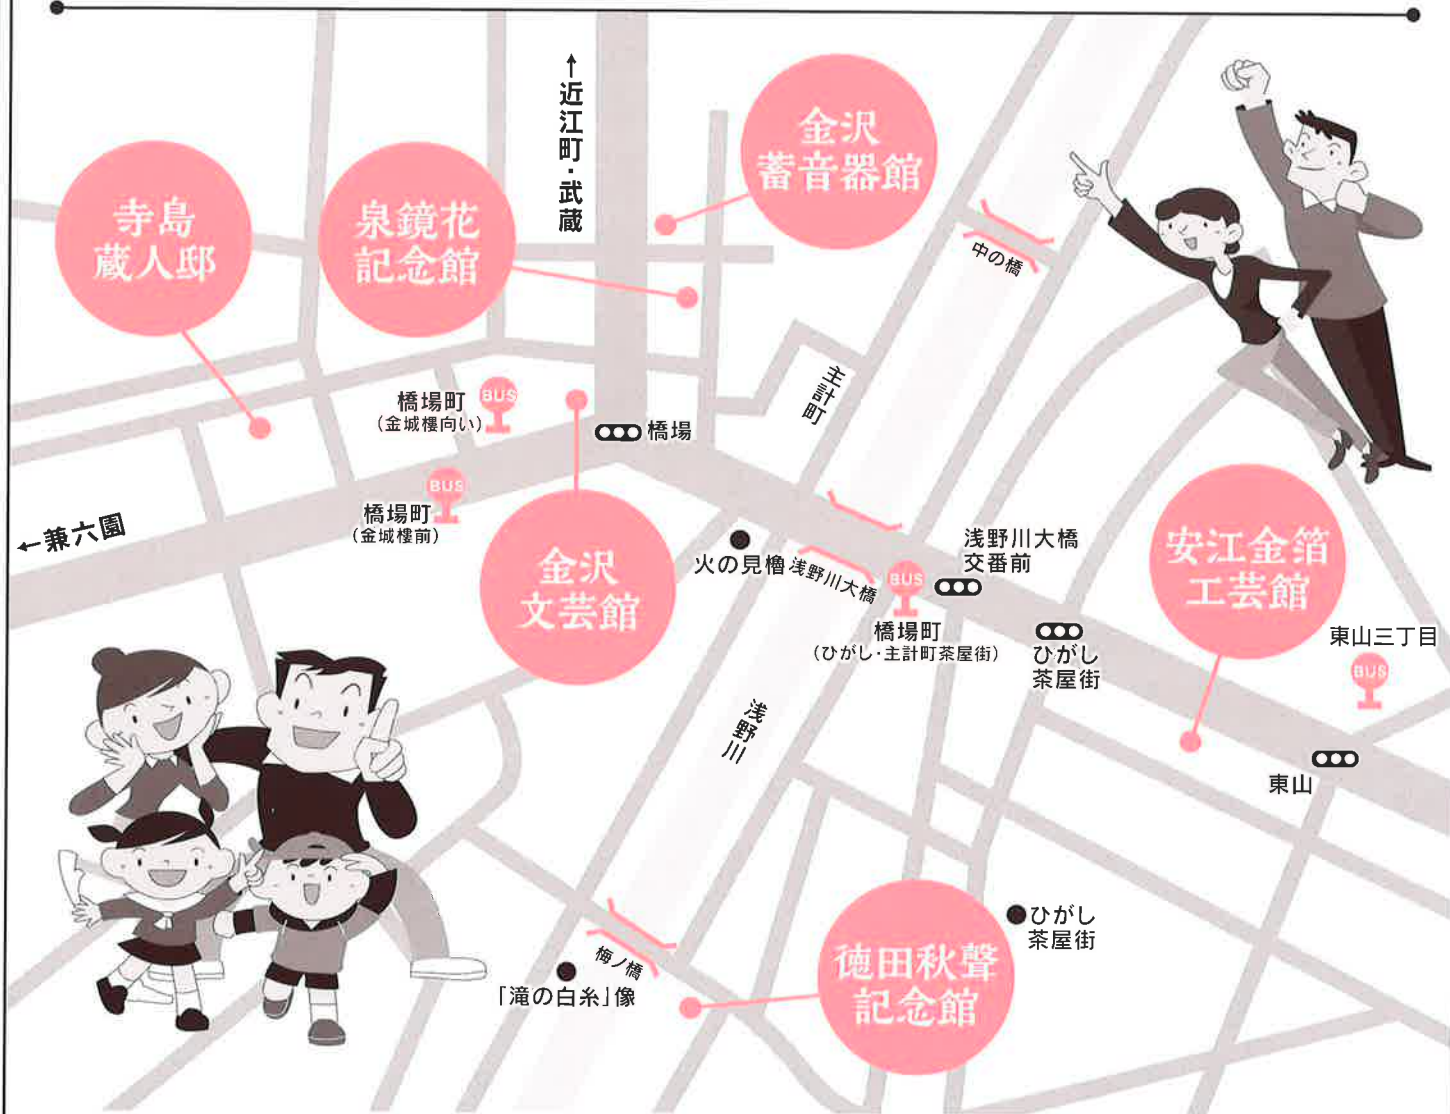 ↑近江町・武蔵
金沢
蓄音器館
寺島
蔵人邸
泉鏡花
記念館
中の橋
主計町
橋場町
(金城樓向い)
BUS
橋場
BUS
橋場町
(金城樓前)
←兼六園
金沢
文芸館
火の見櫓
浅野川大橋
BUS
浅野川大橋
交番前
橋場町
(ひがし・主計町茶屋街)
ひがし
茶屋街
安江金箔
工芸館
東山三丁目
BUS
東山
浅野川
ひがし
茶屋街
徳田秋聲
記念館
梅ノ橋
「滝の白糸」像